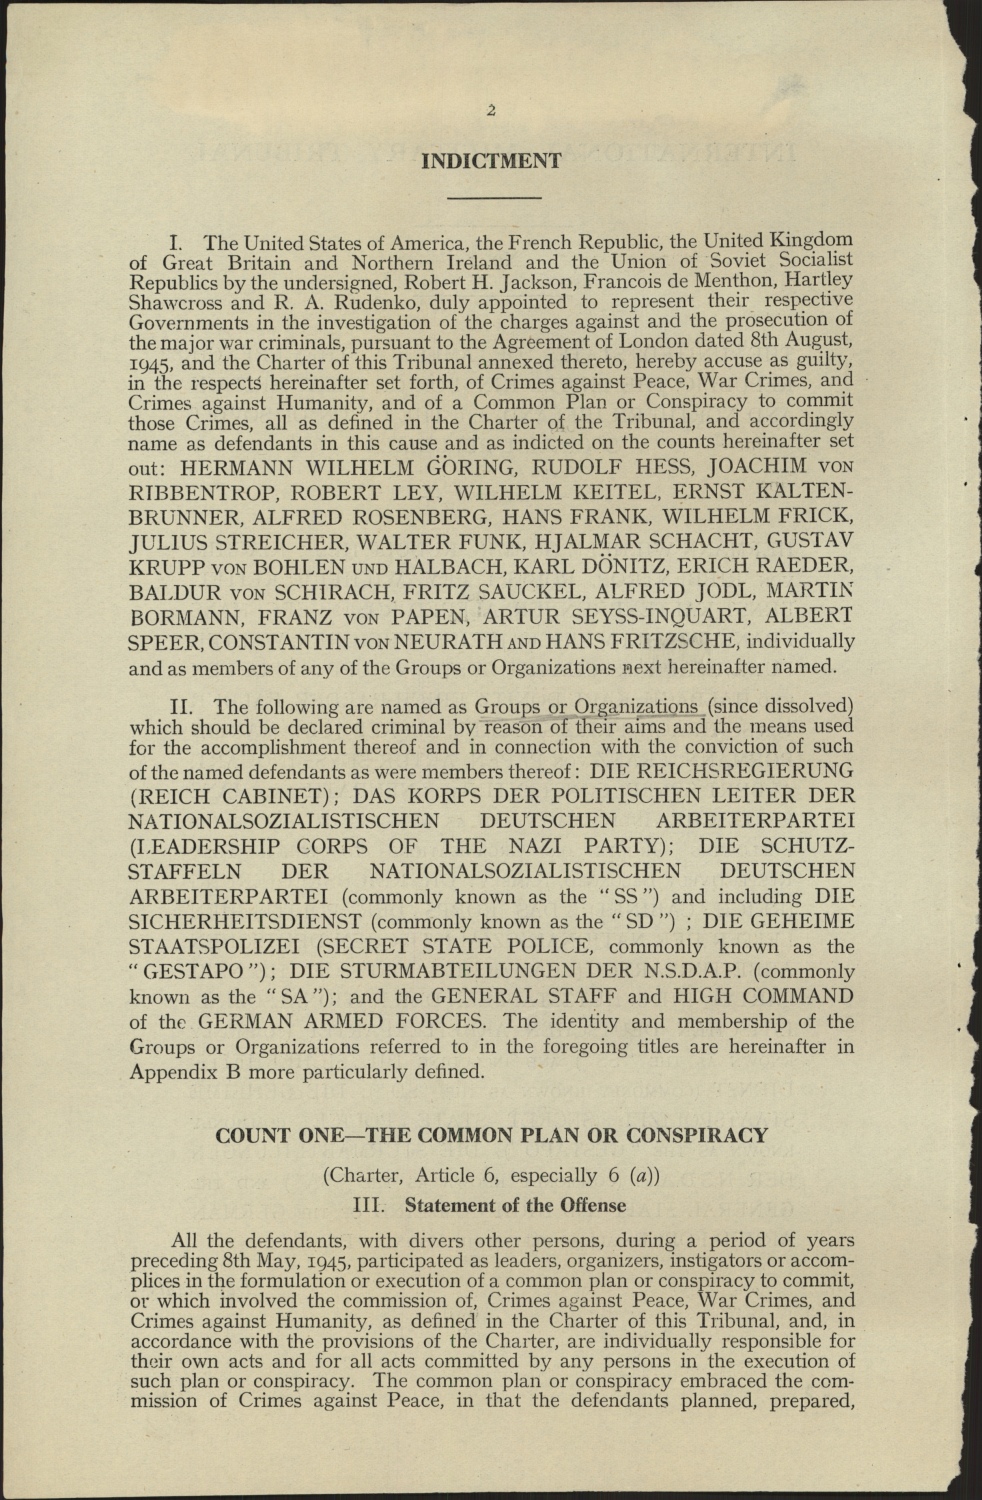 2
INDICTMENT
I. The United States of America, the French Republic, the United Kingdom
of Great Britain and Northern Ireland and the Union of Soviet Socialist
Republics by the undersigned, Robert H. Jackson, Francois de Menthon, Hartley
Shawcross and R. A. Rudenko, duly appointed to represent their respective
Governments in the investigation of the charges against and the prosecution of
the major war criminals, pursuant to the Agreement of London dated 8th August,
1945, and the Charter of this Tribunal annexed thereto, hereby accuse as guilty,
in the respects hereinafter set forth, of Crimes against Peace, War Crimes, and
Crimes against Humanity, and of a Common Plan or Conspiracy to commit
those Crimes, all as defined in the Charter of the Tribunal, and accordingly
name as defendants in this cause and as indicted on the counts hereinafter set
out: HERMANN WILHELM GÖRING, RUDOLF HESS, JOACHIM VON
RIBBENTROP, ROBERT LEY, WILHELM KEITEL, ERNST KALTEN-
BRUNNER, ALFRED ROSENBERG, HANS FRANK, WILHELM FRICK,
JULIUS STREICHER, WALTER FUNK, HJALMAR SCHACHT, GUSTAV
KRUPP VON BOHLEN UND HALBACH, KARL DÖNITZ, ERICH RAEDER,
BALDUR VON SCHIRACH, FRITZ SAUCKEL, ALFRED JODL, MARTIN
BORMANN, FRANZ VON PAPEN, ARTUR SEYSS-INQUART, ALBERT
SPEER, CONSTANTIN VON NEURATH AND HANS FRITZSCHE, individually
and as members of any of the Groups or Organizations next hereinafter named.
II. The following are named as Groups or Organizations (since dissolved)
which should be declared criminal by reason of their aims and the means used
for the accomplishment thereof and in connection with the conviction of such
of the named defendants as were members thereof: DIE REICHSREGIERUNG
(REICH CABINET); DAS KORPS DER POLITISCHEN LEITER DER
NATIONALSOZIALISTISCHEN DEUTSCHEN ARBEITERPARTEI
(LEADERSHIP CORPS OF THE NAZI PARTY); DIE SCHUTZ-
STAFFELN DER NATIONALSOZIALISTISCHEN DEUTSCHEN
ARBEITERPARTEI (commonly known as the "SS") and including DIE
SICHERHEITSDIENST (commonly known as the "SD") ; DIE GEHEIME
STAATSPOLIZEI (SECRET STATE POLICE, commonly known as the
"GESTAPO"); DIE STURMABTEILUNGEN DER N.S.D.A.P. (commonly
known as the "SA"); and the GENERAL STAFF and HIGH COMMAND
of the GERMAN ARMED FORCES. The identity and membership of the
Groups or Organizations referred to in the foregoing titles are hereinafter in
Appendix B more particularly defined.
COUNT ONE—THE COMMON PLAN OR CONSPIRACY
(Charter, Article 6, especially 6 (a))
III. Statement of the Offense
All the defendants, with divers other persons, during a period of years
preceding 8th May, 1945, participated as leaders, organizers, instigators or accom-
plices in the formulation or execution of a common plan or conspiracy to commit,
or which involved the commission of, Crimes against Peace, War Crimes, and
Crimes against Humanity, as defined in the Charter of this Tribunal, and, in
accordance with the provisions of the Charter, are individually responsible for
their own acts and for all acts committed by any persons in the execution of
such plan or conspiracy. The common plan or conspiracy embraced the com-
mission of Crimes against Peace, in that the defendants planned, prepared,